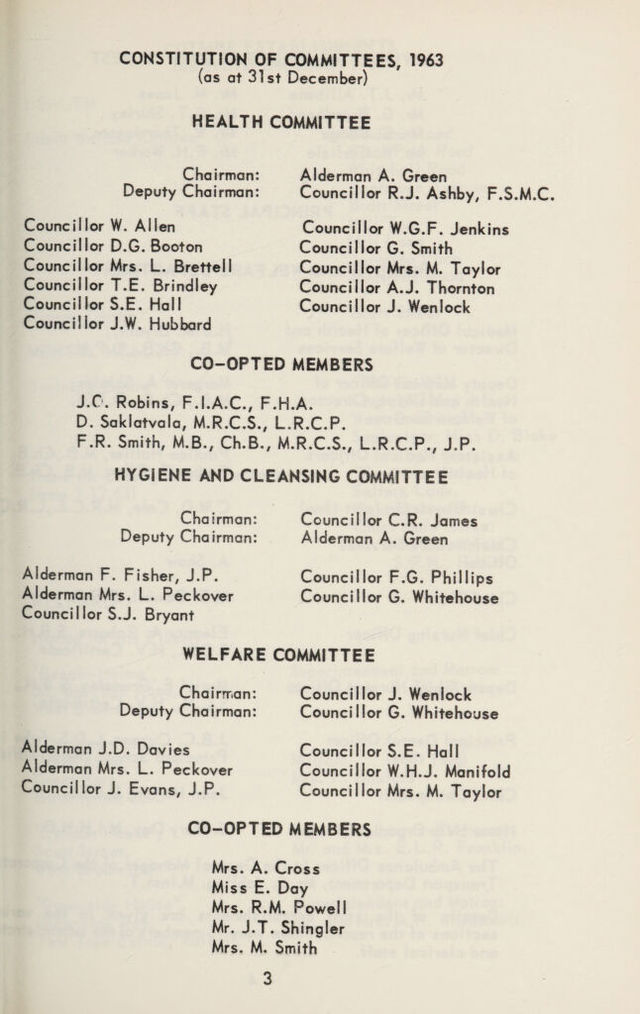 CONSTITUTION OF COMMITTEES, 1963
(as at 31st December)
HEALTH COMMITTEE
Chairman: Alderman A. Green
Deputy Chairman: Councillor R.J. Ashby, F.S.M.C.
Councillor W. Allen Councillor W.G.F. Jenkins
Councillor D.G. Booton Councillor G. Smith
Councillor Mrs. L. Brettell Councillor Mrs. M. Taylor
Councillor T.E. Brindley Councillor A.J. Thornton
Councillor S.E. Hall Councillor J. Wenlock
Councillor J.W. Hubbard
CO-OPTED MEMBERS
J.C. Robins, F.I.A.C., F.H.A.
D. Saklatvala, M.R.C.S., L.R.C.P.
F.R. Smith, M.B., Ch.B., M.R.C.S., L.R.C.P., J.P.
HYGIENE AND CLEANSING COMMITTEE
Chairman: Councillor C.R. James
Deputy Chairman: Alderman A. Green
Alderman F. Fisher, J.P. Councillor F.G. Phillips
Alderman Mrs. L. Peckover Councillor G. Whitehouse
Councillor S.J. Bryant
WELFARE COMMITTEE
Chairman: Councillor J. Wenlock
Deputy Chairman: Councillor G. Whitehouse
Alderman J.D. Davies Councillor S.E. Hall
Alderman Mrs. L. Peckover Councillor W.H.J. Manifold
Councillor J. Evans, J.P. Councillor Mrs. M. Taylor
CO-OPTED MEMBERS
Mrs. A. Cross
Miss E. Day
Mrs. R.M. Powell
Mr. J.T. Shingler
Mrs. M. Smith
3